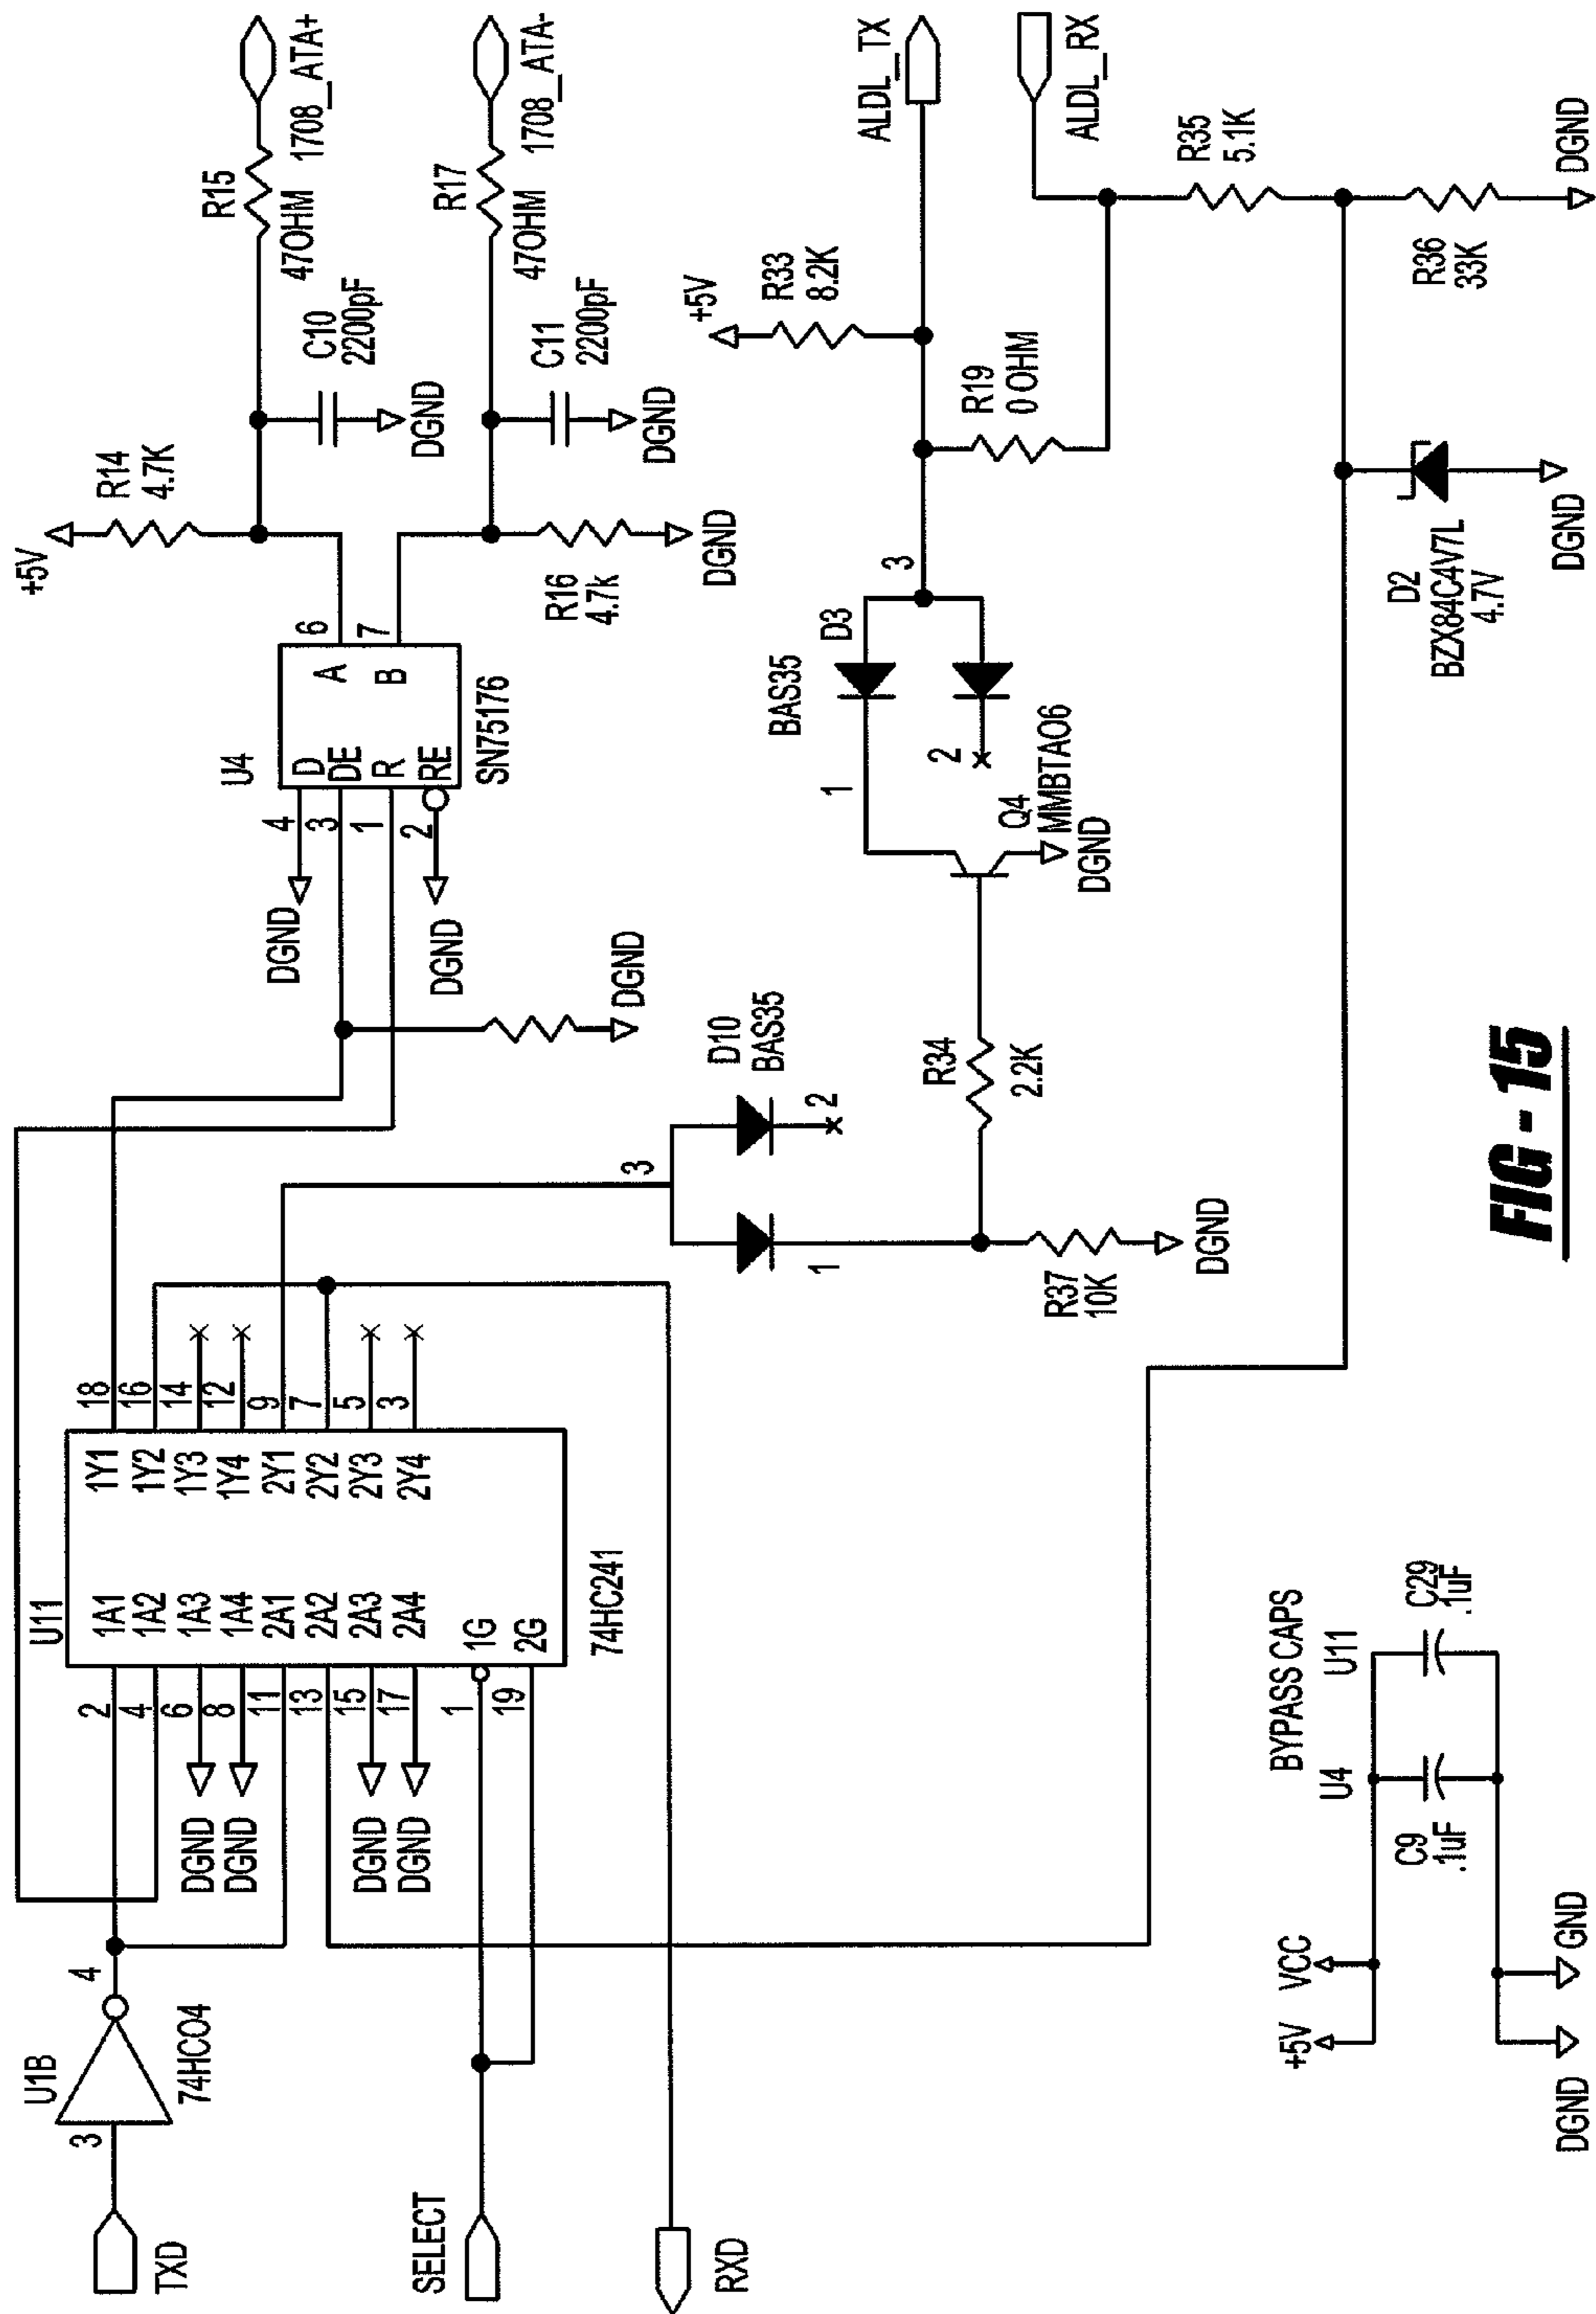 TXD
3
U1B
4
74HC04
SELECT
RXD
U11
2
4
6
8
11
13
15
17
1
19
DGND
DGND
DGND
DGND
1A1
1A2
1A3
1A4
2A1
2A2
2A3
2A4
1G
2G
1Y1
1Y2
1Y3
1Y4
2Y1
2Y2
2Y3
2Y4
18
16
14
12
9
7
5
3
74HC241
DGND
DGND
DGND
4
3
1
2
U4
D
DE
R
RE
A
B
6
7
SN75176
+5V
R14
4.7K
R16
4.7k
DGND
C10
2200pF
DGND
C11
2200pF
DGND
R15
47OHM
1708_ATA+
R17
47OHM
1708_ATA-
3
D10
BAS35
1
2
R37
10K
DGND
R34
2.2K
Q4
MMBTAO6
DGND
BAS35
D3
1
2
3
+5V
R33
8.2K
R19
0 OHM
ALDL_TX
ALDL_RX
R35
5.1K
R36
33K
DGND
D2
BZX84C4V7L
4.7V
DGND
BYPASS CAPS
+5V
VCC
U4
U11
C9
.1uF
C29
.1uF
DGND
GND
FIG - 15